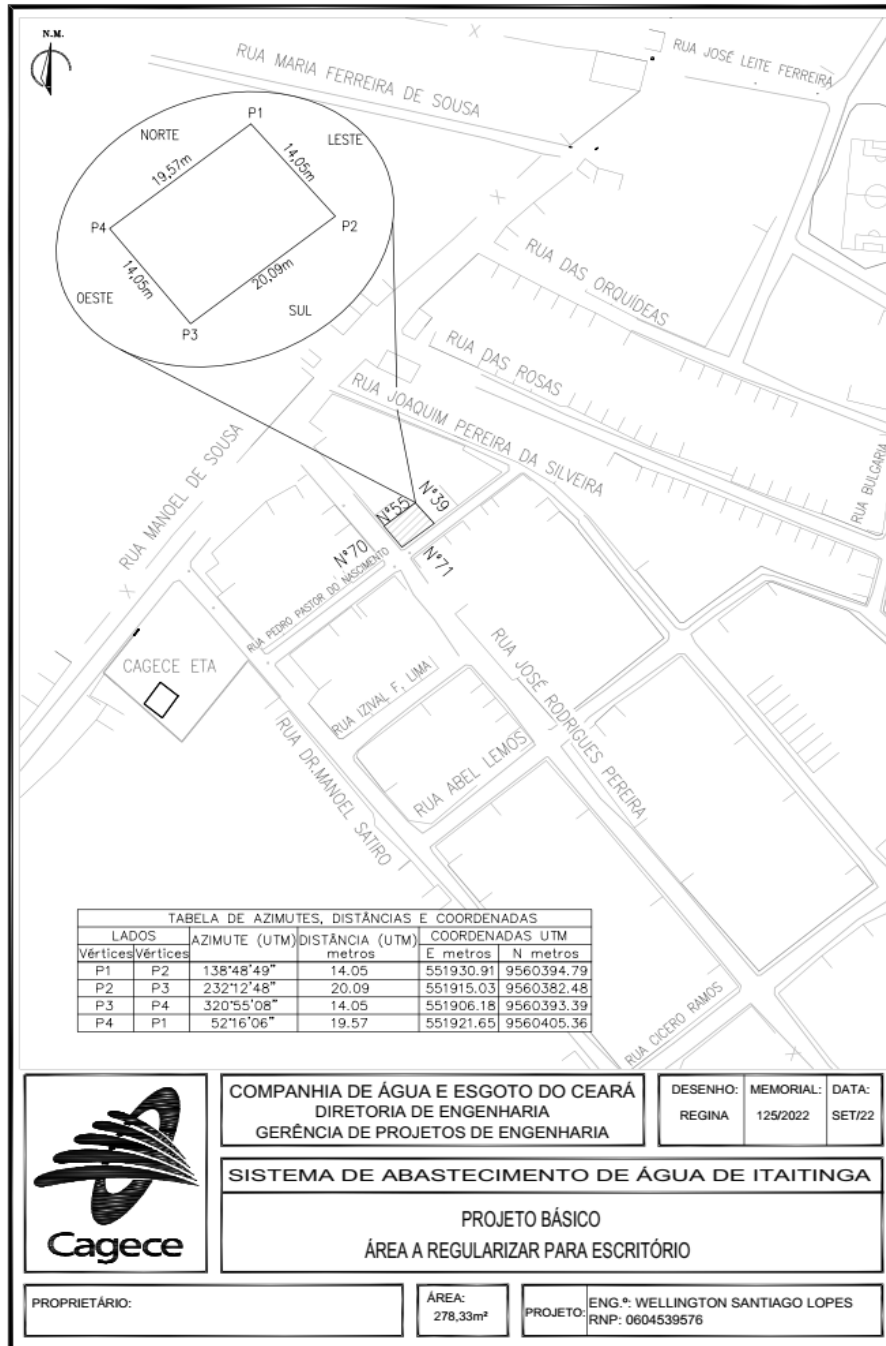 N.M.
RUA MARIA FERREIRA DE SOUSA
RUA JOSÉ LEITE FERREIRA
P1
NORTE
LESTE
19,57m
14,05m
P4
P2
14,05m
20,09m
OESTE
SUL
P3
RUA DAS ORQUÍDEAS
RUA DAS ROSAS
RUA JOAQUIM PEREIRA DA SILVEIRA
RUA MANOEL DE SOUSA
RUA BULGARIA
N°55
N°39
N°70
N°71
RUA PEDRO PASTOR DO NASCIMENTO
CAGECE ETA
RUA IZIVAL F. LIMA
RUA JOSÉ RODRIGUES PEREIRA
RUA ABEL LEMOS
RUA DR.MANOEL SATIRO
RUA CICERO RAMOS
TABELA DE AZIMUTES, DISTÂNCIAS E COORDENADAS
LADOS AZIMUTE (UTM) DISTÂNCIA (UTM) COORDENADAS UTM
Vértices Vértices metros E metros N metros
P1 P2 138°48'49" 14.05 551930.91 9560394.79
P2 P3 232°12'48" 20.09 551915.03 9560382.48
P3 P4 320°55'08" 14.05 551906.18 9560393.39
P4 P1 52°16'06" 19.57 551921.65 9560405.36
Cagece
COMPANHIA DE ÁGUA E ESGOTO DO CEARÁ
DIRETORIA DE ENGENHARIA
GERÊNCIA DE PROJETOS DE ENGENHARIA
DESENHO: MEMORIAL: DATA:
REGINA 125/2022 SET/22
SISTEMA DE ABASTECIMENTO DE ÁGUA DE ITAITINGA
PROJETO BÁSICO
ÁREA A REGULARIZAR PARA ESCRITÓRIO
PROPRIETÁRIO:
ÁREA:
278,33m²
PROJETO: ENG.º: WELLINGTON SANTIAGO LOPES
RNP: 0604539576